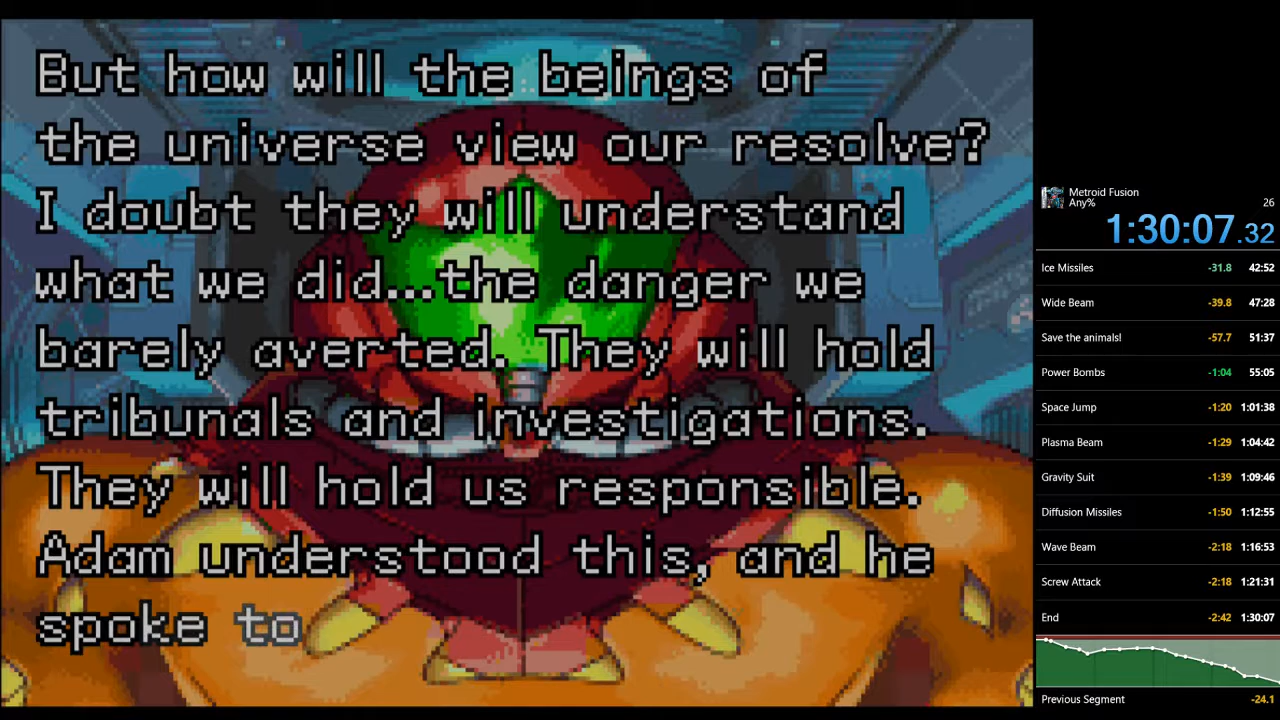 But how will the beings of
the universe view our resolve?
I doubt they will understand
what we did...the danger we
barely averted. They will hold
tribunals and investigations.
They will hold us responsible.
Adam understood this, and he
spoke to
Metroid Fusion
Any% 26
1:30:07.32
Ice Missiles -31.8 42:52
Wide Beam -39.8 47:28
Save the animals! -57.7 51:37
Power Bombs -1:04 55:05
Space Jump -1:20 1:01:38
Plasma Beam -1:29 1:04:42
Gravity Suit -1:39 1:09:46
Diffusion Missiles -1:50 1:12:55
Wave Beam -2:18 1:16:53
Screw Attack -2:18 1:21:31
End -2:42 1:30:07
Previous Segment -24.1